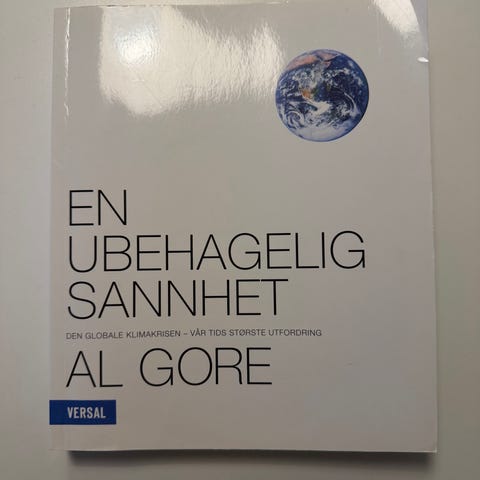 EN
UBEHAGELIG
SANNHET
DEN GLOBALE KLIMAKRISEN – VÅR TIDS STØRSTE UTFORDRING
AL GORE
VERSAL